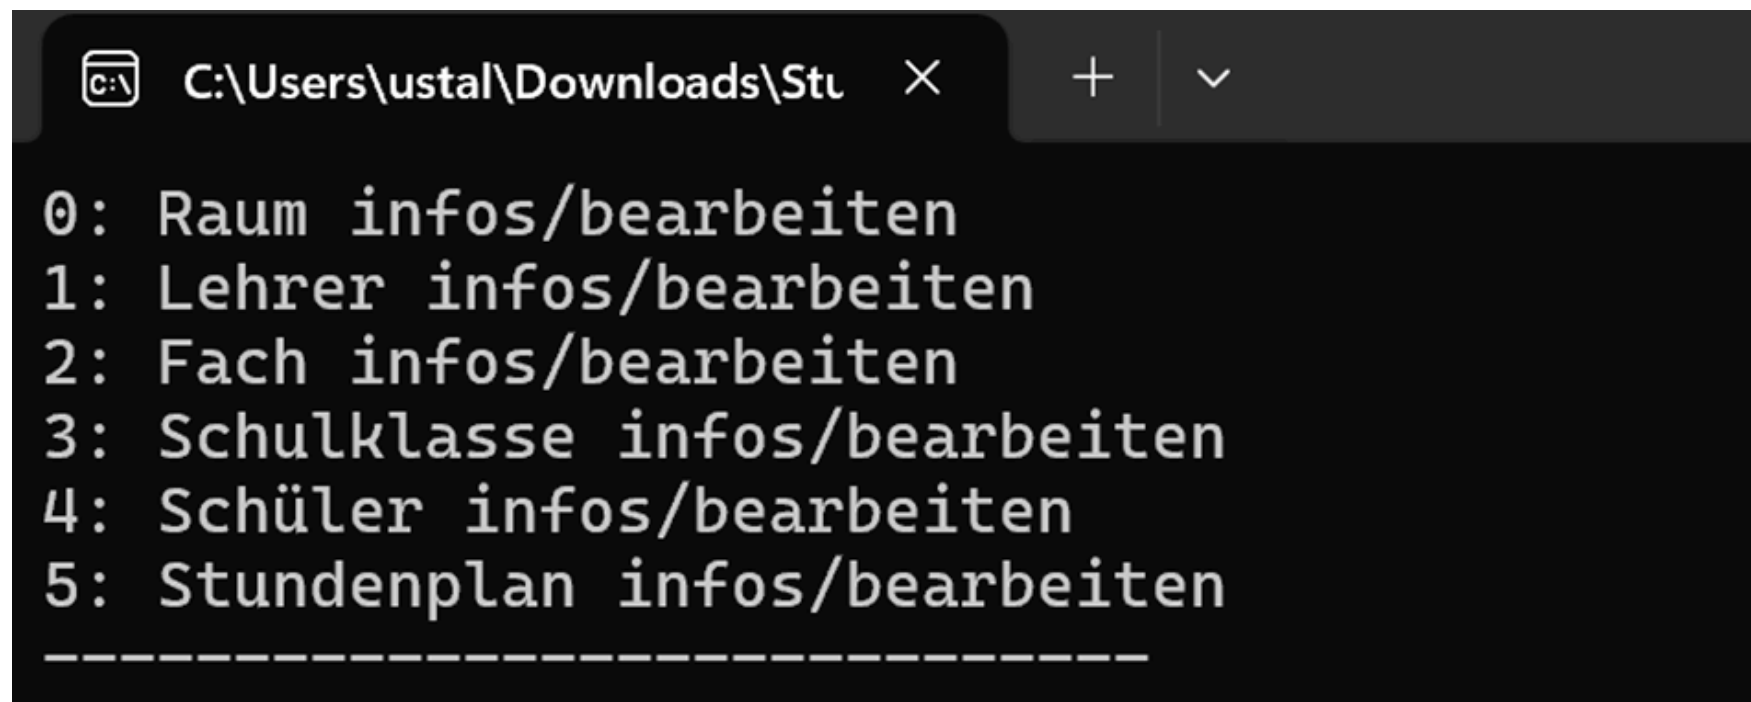 C:\Users\ustal\Downloads\Stu
0: Raum infos/bearbeiten
1: Lehrer infos/bearbeiten
2: Fach infos/bearbeiten
3: Schulklasse infos/bearbeiten
4: Schüler infos/bearbeiten
5: Stundenplan infos/bearbeiten
-----------------------------